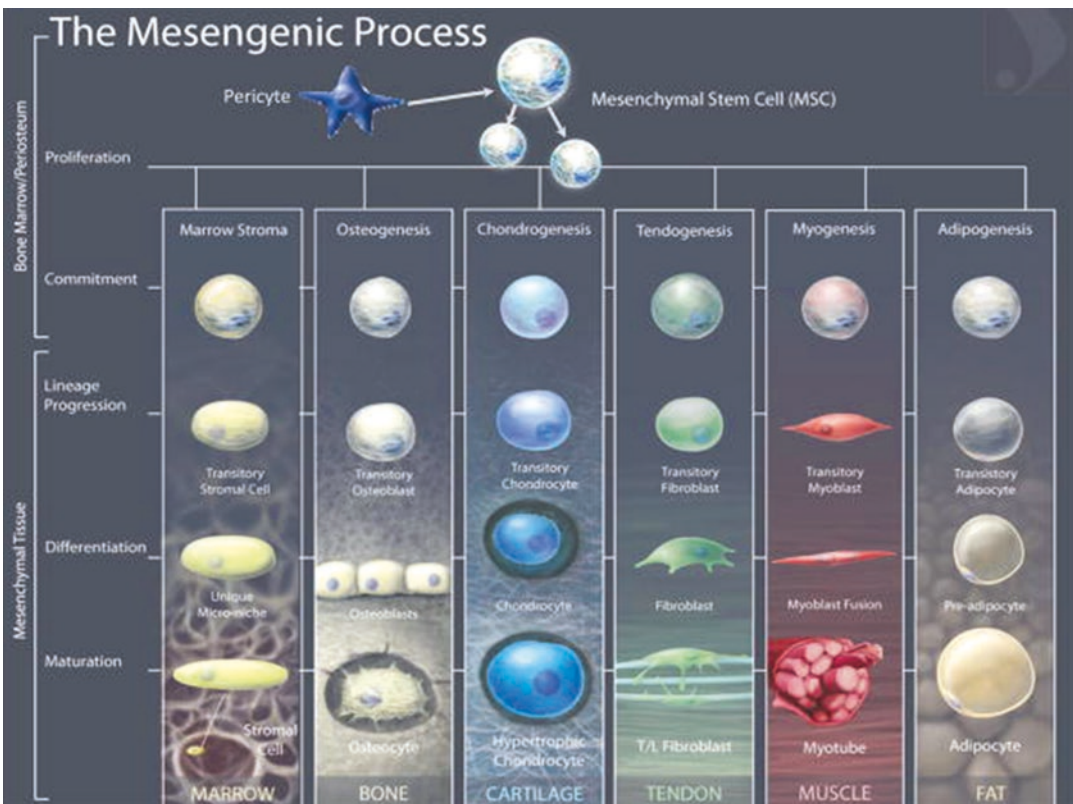 The Mesengenic Process
Pericyte
Mesenchymal Stem Cell (MSC)
Bone Marrow/Periosteum
Proliferation
Marrow Stroma
Osteogenesis
Chondrogenesis
Tendogenesis
Myogenesis
Adipogenesis
Commitment
Mesenchymal Tissue
Lineage
Progression
Transitory
Stromal Cell
Transitory
Osteoblast
Transitory
Chondrocyte
Transitory
Fibroblast
Transitory
Myoblast
Transistory
Adipocyte
Differentiation
Unique
Micro-niche
Osteoblasts
Chondrocyte
Fibroblast
Myoblast Fusion
Pre-adipocyte
Maturation
Stromal
Cell
Osteocyte
Hypertrophic
Chondrocyte
T/L Fibroblast
Myotube
Adipocyte
MARROW
BONE
CARTILAGE
TENDON
MUSCLE
FAT